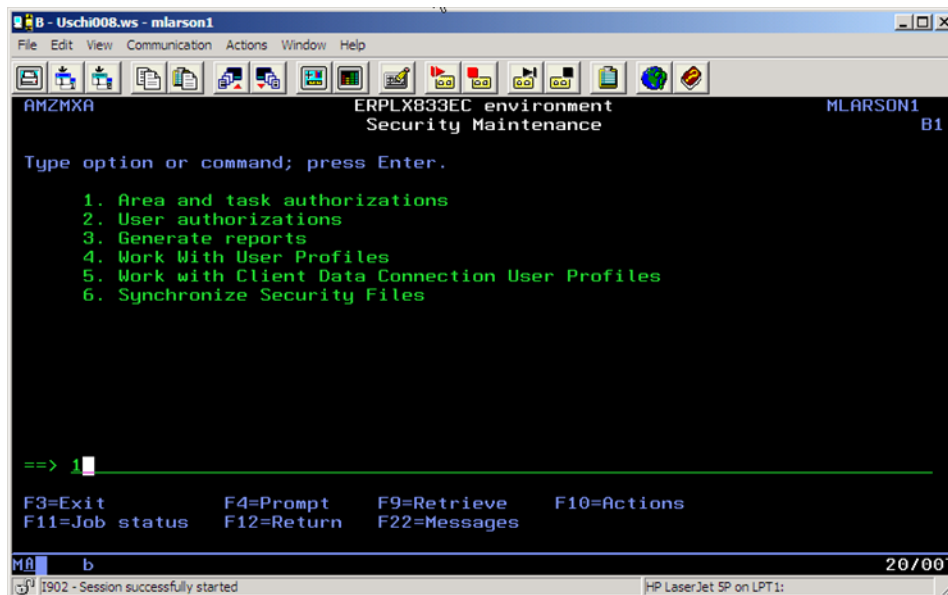 B - Uschi008.ws - mlarson1
File Edit View Communication Actions Window Help
AMZMXA ERPLX833EC environment MLARSON1
Security Maintenance B1
Type option or command; press Enter.
1. Area and task authorizations
2. User authorizations
3. Generate reports
4. Work With User Profiles
5. Work with Client Data Connection User Profiles
6. Synchronize Security Files
==> 1
F3=Exit F4=Prompt F9=Retrieve F10=Actions
F11=Job status F12=Return F22=Messages
MA b 20/007
I902 - Session successfully started HP LaserJet 5P on LPT1: